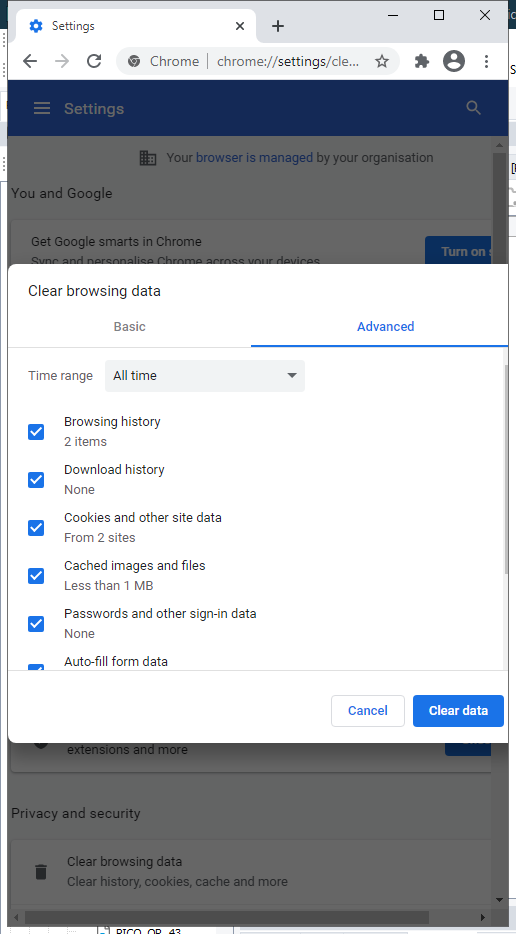 Settings
Chrome
chrome://settings/cle...
Settings
Your browser is managed by your organisation
You and Google
Get Google smarts in Chrome
Sync and personalise Chrome across your devices
Turn on s
Clear browsing data
Basic
Advanced
Time range
All time
Browsing history
2 items
Download history
None
Cookies and other site data
From 2 sites
Cached images and files
Less than 1 MB
Passwords and other sign-in data
None
Auto-fill form data
Cancel
Clear data
extensions and more
Privacy and security
Clear browsing data
Clear history, cookies, cache and more